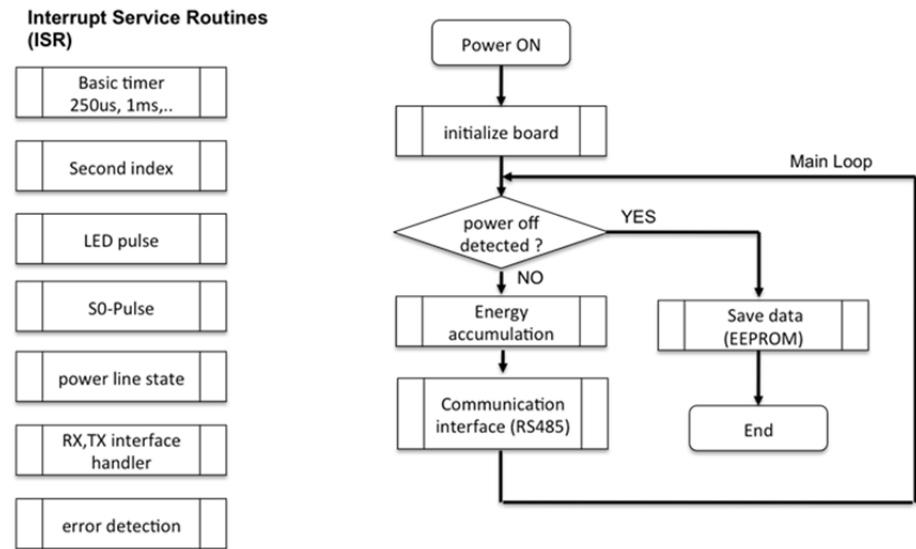 Interrupt Service Routines
(ISR)
Basic timer
250us, 1ms,..
Second index
LED pulse
S0-Pulse
power line state
RX,TX interface
handler
error detection
Power ON
initialize board
Main Loop
power off
detected ?
YES
NO
Energy
accumulation
Save data
(EEPROM)
Communication
interface (RS485)
End